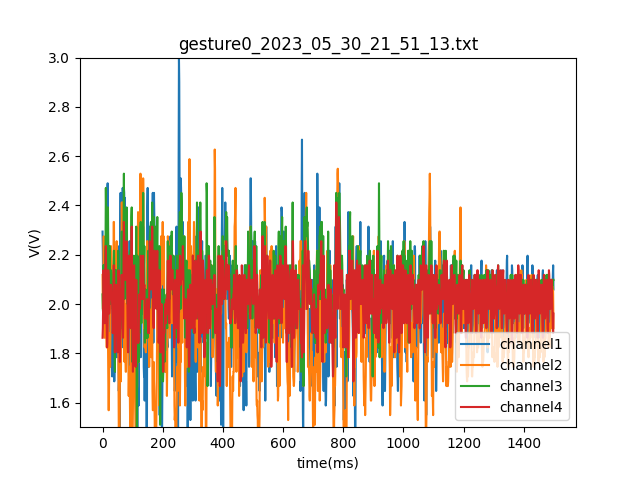 gesture0_2023_05_30_21_51_13.txt
V(V)
3.0
2.8
2.6
2.4
2.2
2.0
1.8
1.6
channel1
channel2
channel3
channel4
0 200 400 600 800 1000 1200 1400
time(ms)